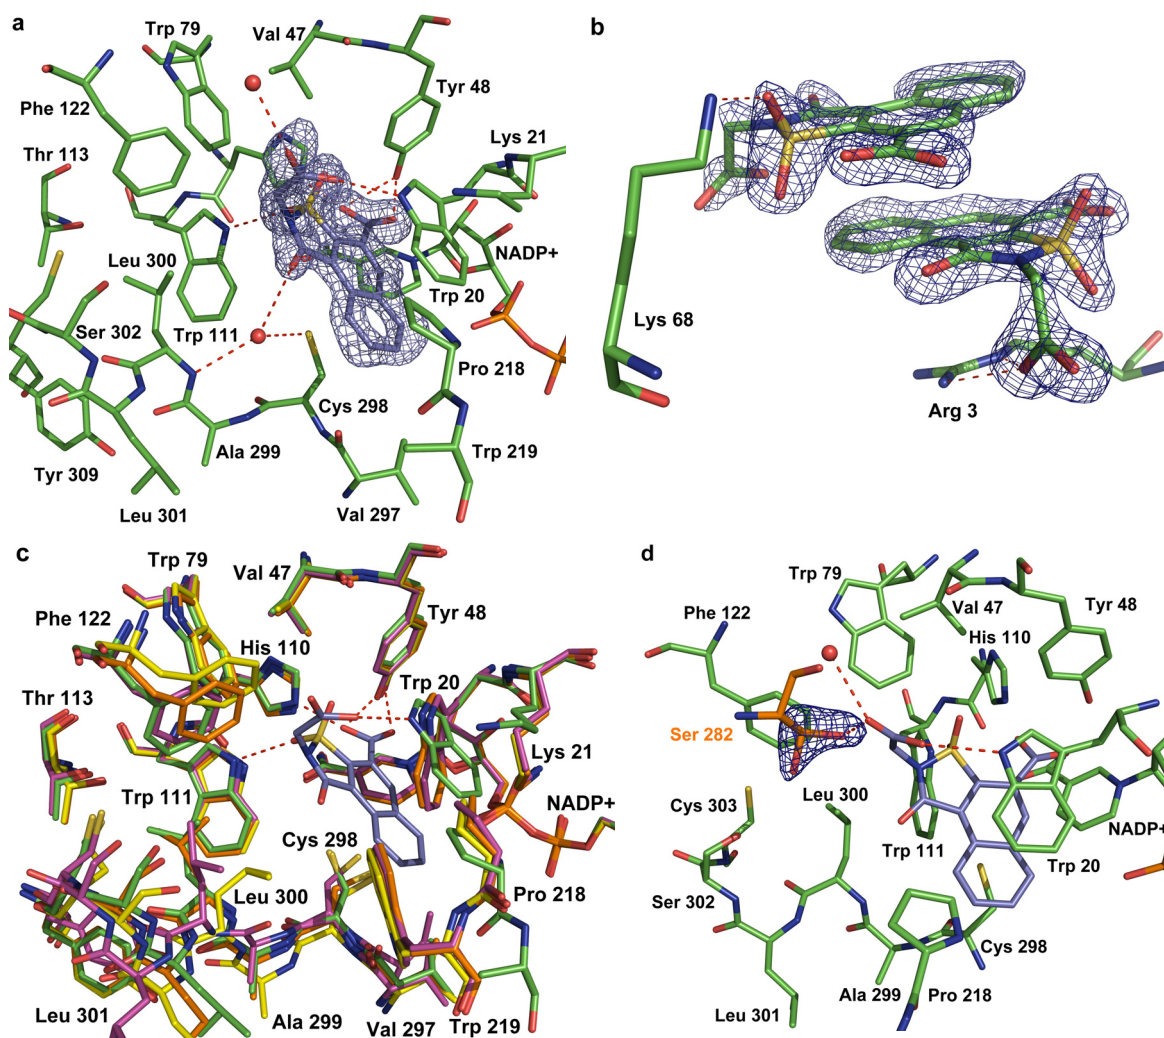 a
Trp 79
Val 47
Phe 122
Tyr 48
Lys 21
Thr 113
Leu 300
NADP+
Trp 20
Ser 302
Trp 111
Pro 218
Cys 298
Ala 299
Trp 219
Tyr 309
Leu 301
Val 297
b
Lys 68
Arg 3
c
Trp 79
Val 47
Phe 122
Tyr 48
His 110
Thr 113
Trp 20
Lys 21
Trp 111
NADP+
Cys 298
Leu 300
Pro 218
Leu 301
Ala 299
Val 297
Trp 219
d
Trp 79
Phe 122
Val 47
Tyr 48
His 110
Ser 282
Cys 303
Leu 300
NADP+
Trp 111
Trp 20
Ser 302
Cys 298
Ala 299
Pro 218
Leu 301